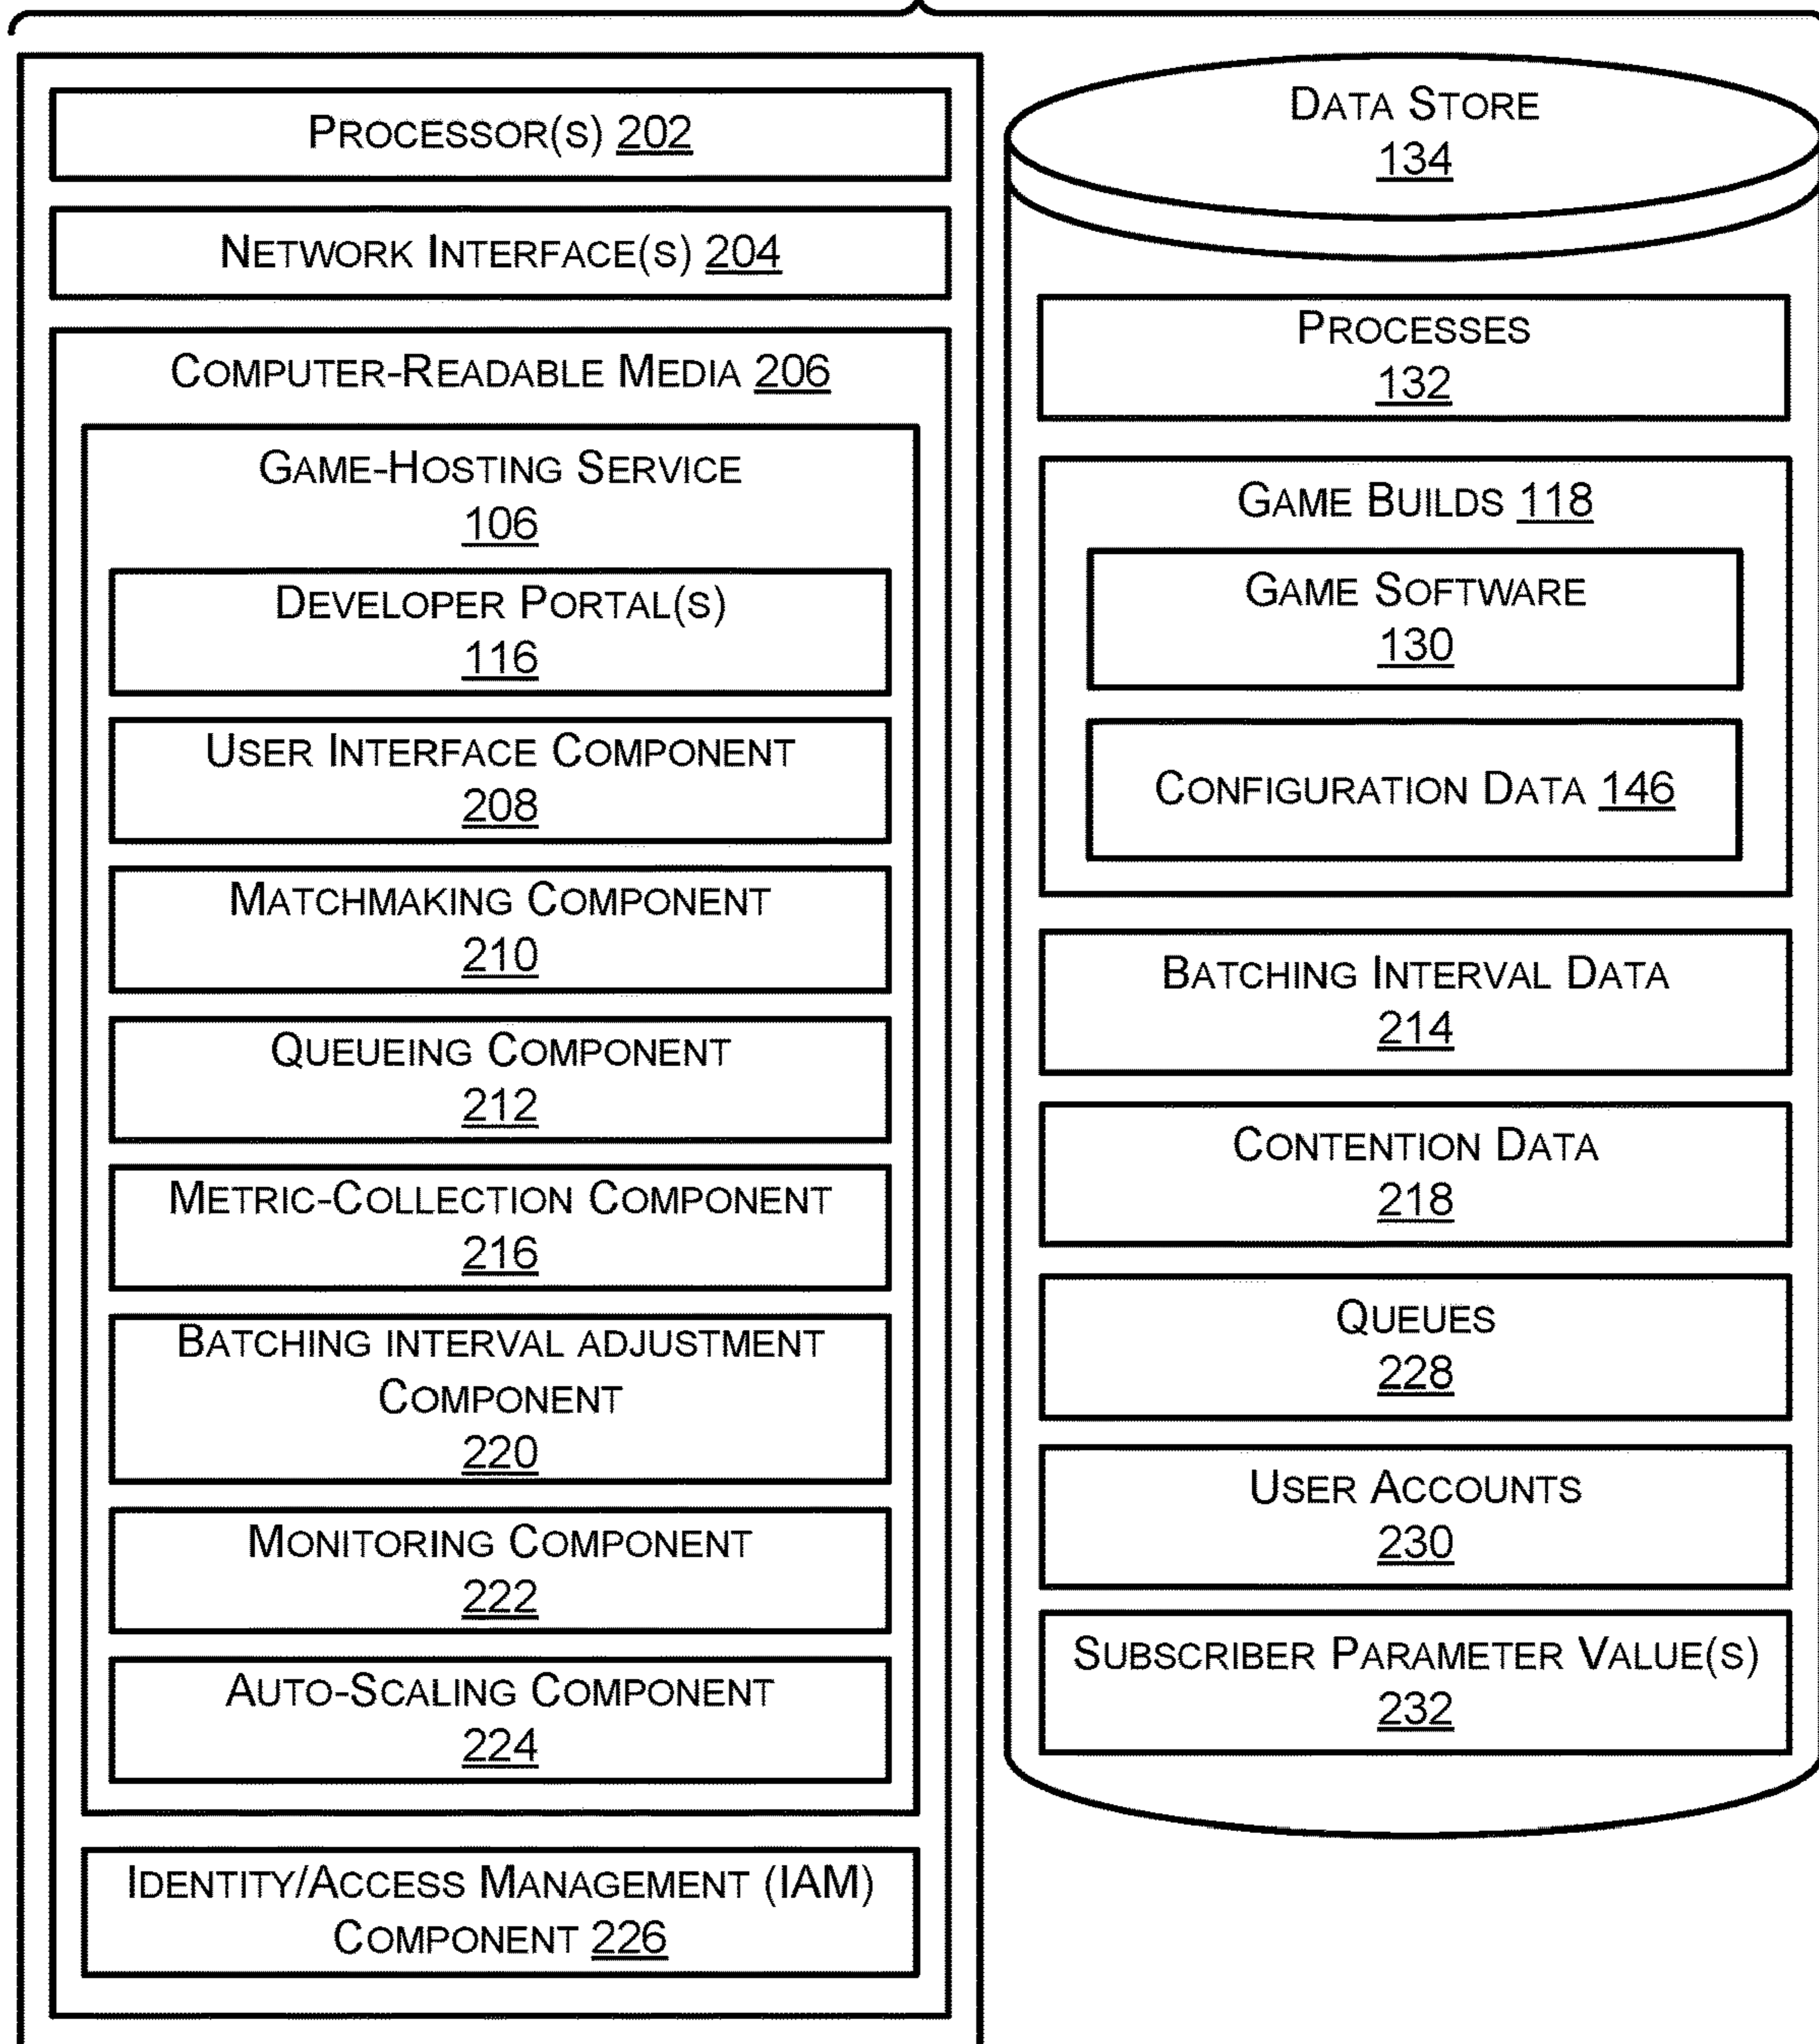 PROCESSOR(S) 202
NETWORK INTERFACE(S) 204
COMPUTER-READABLE MEDIA 206
GAME-HOSTING SERVICE
106
DEVELOPER PORTAL(S)
116
USER INTERFACE COMPONENT
208
MATCHMAKING COMPONENT
210
QUEUEING COMPONENT
212
METRIC-COLLECTION COMPONENT
216
BATCHING INTERVAL ADJUSTMENT
COMPONENT
220
MONITORING COMPONENT
222
AUTO-SCALING COMPONENT
224
IDENTITY/ACCESS MANAGEMENT (IAM)
COMPONENT 226
DATA STORE
134
PROCESSES
132
GAME BUILDS 118
GAME SOFTWARE
130
CONFIGURATION DATA 146
BATCHING INTERVAL DATA
214
CONTENTION DATA
218
QUEUES
228
USER ACCOUNTS
230
SUBSCRIBER PARAMETER VALUE(S)
232